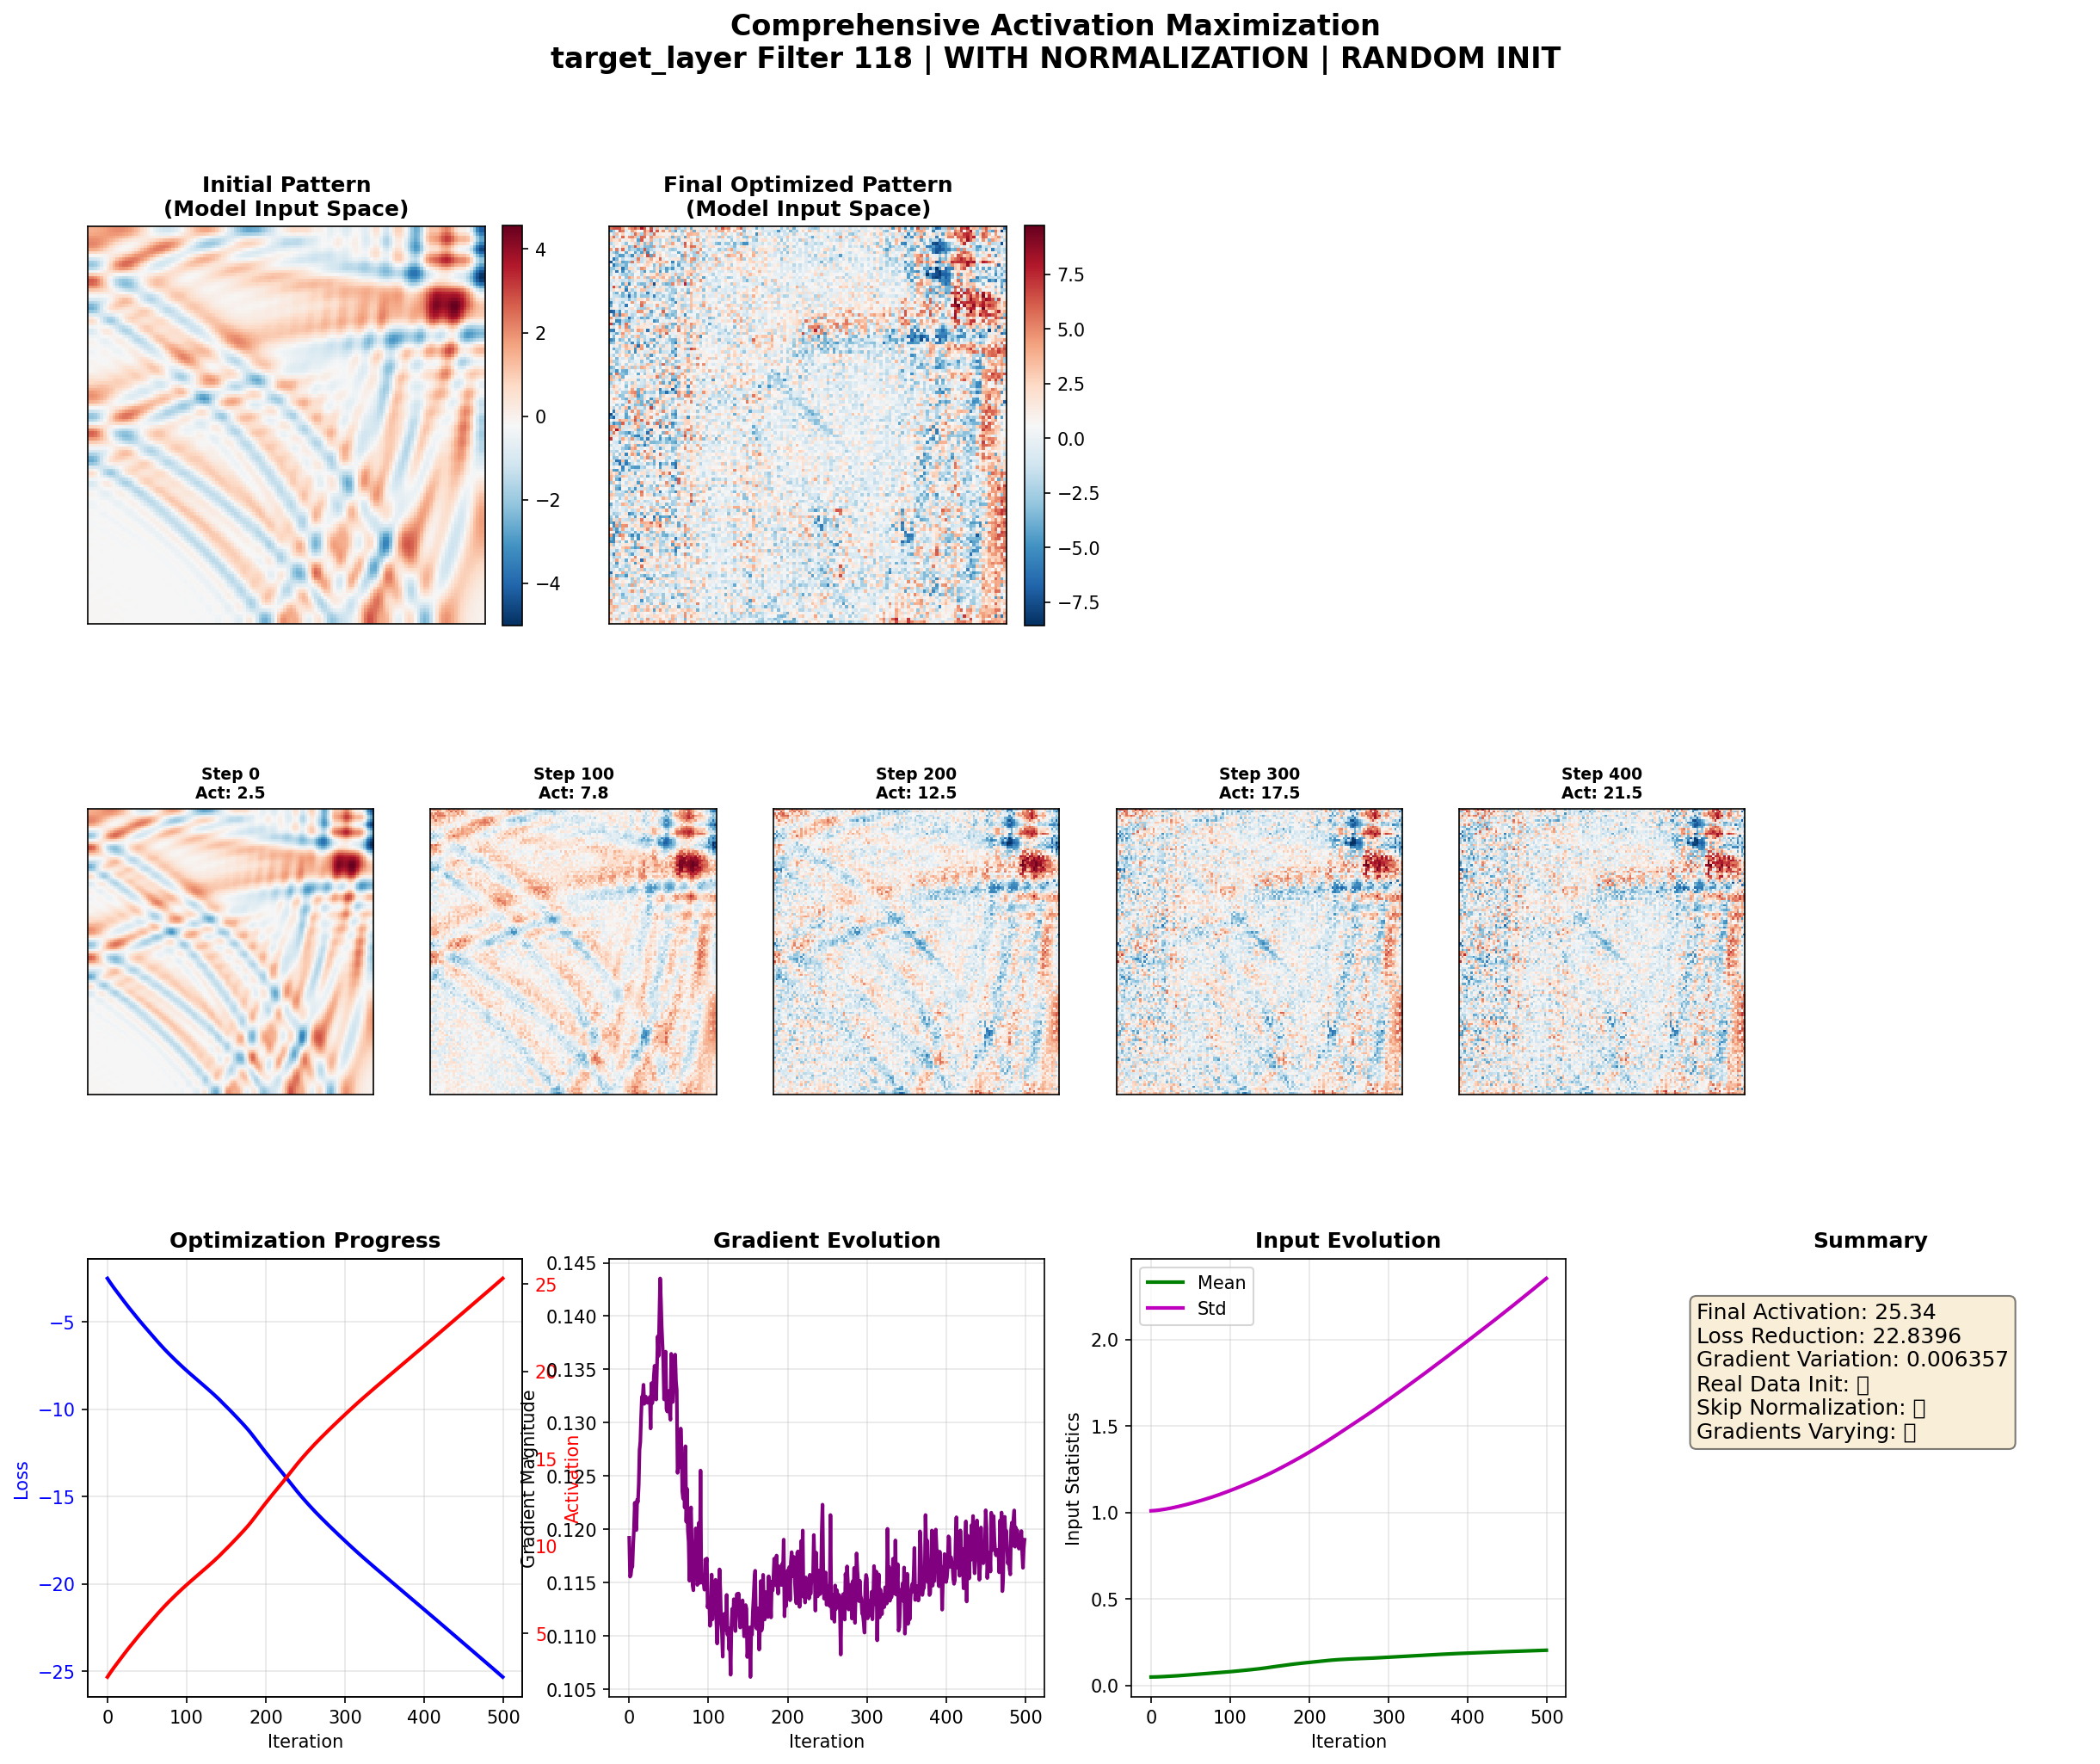 Comprehensive Activation Maximization
target_layer Filter 118 | WITH NORMALIZATION | RANDOM INIT
Initial Pattern
(Model Input Space)
4
2
0
−2
−4
Final Optimized Pattern
(Model Input Space)
7.5
5.0
2.5
0.0
−2.5
−5.0
−7.5
Step 0
Act: 2.5
Step 100
Act: 7.8
Step 200
Act: 12.5
Step 300
Act: 17.5
Step 400
Act: 21.5
Optimization Progress
Loss
−5
−10
−15
−20
−25
0 100 200 300 400 500
Iteration
25
20
15
10
5
Activation
Gradient Evolution
Gradient Magnitude
0.145
0.140
0.135
0.130
0.125
0.120
0.115
0.110
0.105
0 100 200 300 400 500
Iteration
Input Evolution
Input Statistics
Mean
Std
2.0
1.5
1.0
0.5
0.0
0 100 200 300 400 500
Iteration
Summary
Final Activation: 25.34
Loss Reduction: 22.8396
Gradient Variation: 0.006357
Real Data Init:
Skip Normalization:
Gradients Varying: